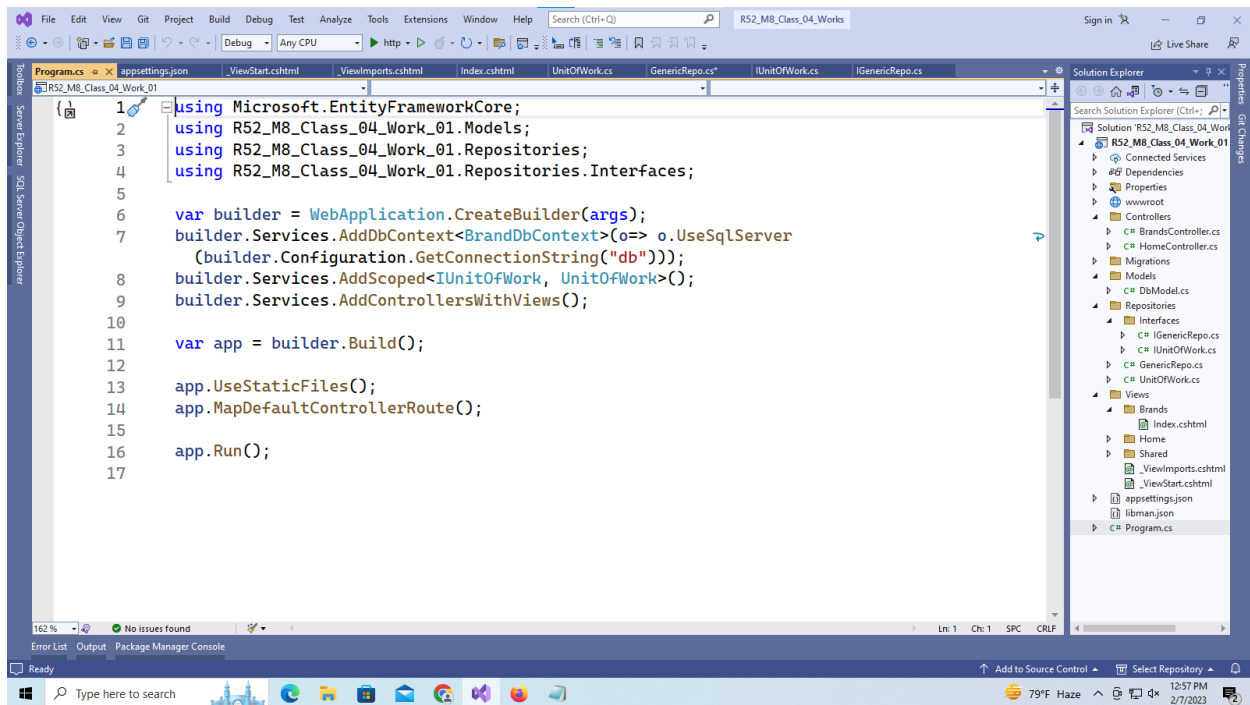 File Edit View Git Project Build Debug Test Analyze Tools Extensions Window Help Search (Ctrl+Q) R52_M8_Class_04_Works Sign in
Debug Any CPU http Live Share
Program.cs appsettings.json _ViewStart.cshtml _ViewImports.cshtml Index.cshtml UnitOfWork.cs GenericRepo.cs* IUnitOfWork.cs IGenericRepo.cs
R52_M8_Class_04_Work_01
1 using Microsoft.EntityFrameworkCore;
2 using R52_M8_Class_04_Work_01.Models;
3 using R52_M8_Class_04_Work_01.Repositories;
4 using R52_M8_Class_04_Work_01.Repositories.Interfaces;
5
6 var builder = WebApplication.CreateBuilder(args);
7 builder.Services.AddDbContext<BrandDbContext>(o=> o.UseSqlServer
(builder.Configuration.GetConnectionString("db")));
8 builder.Services.AddScoped<IUnitOfWork, UnitOfWork>();
9 builder.Services.AddControllersWithViews();
10
11 var app = builder.Build();
12
13 app.UseStaticFiles();
14 app.MapDefaultControllerRoute();
15
16 app.Run();
17
Toolbox
Server Explorer
SQL Server Object Explorer
Solution Explorer
Search Solution Explorer (Ctrl+;
Solution 'R52_M8_Class_04_Worl
R52_M8_Class_04_Work_01
Connected Services
Dependencies
Properties
wwwroot
Controllers
C# BrandsController.cs
C# HomeController.cs
Migrations
Models
C# DbModel.cs
Repositories
Interfaces
C# IGenericRepo.cs
C# IUnitOfWork.cs
C# GenericRepo.cs
C# UnitOfWork.cs
Views
Brands
Index.cshtml
Home
Shared
_ViewImports.cshtml
_ViewStart.cshtml
appsettings.json
libman.json
C# Program.cs
Properties
Git Changes
162 % No issues found Ln: 1 Ch: 1 SPC CRLF
Error List Output Package Manager Console
Ready Add to Source Control Select Repository
Type here to search 79°F Haze 12:57 PM
2/7/2023 2